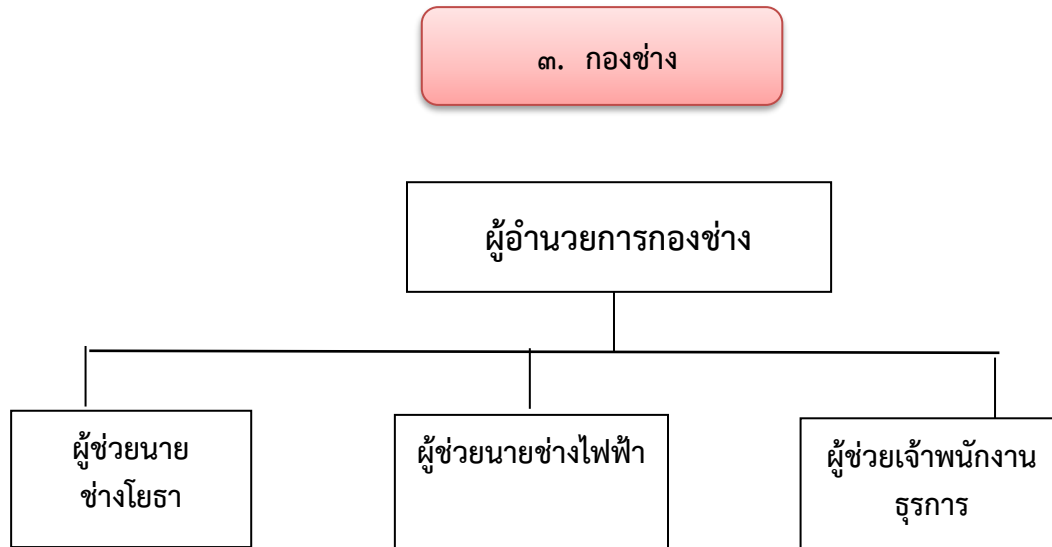 ๓. กองช่าง
ผู้อำนวยการกองช่าง
ผู้ช่วยนาย
ช่างโยธา
ผู้ช่วยนายช่างไฟฟ้า
ผู้ช่วยเจ้าพนักงาน
ธุรการ